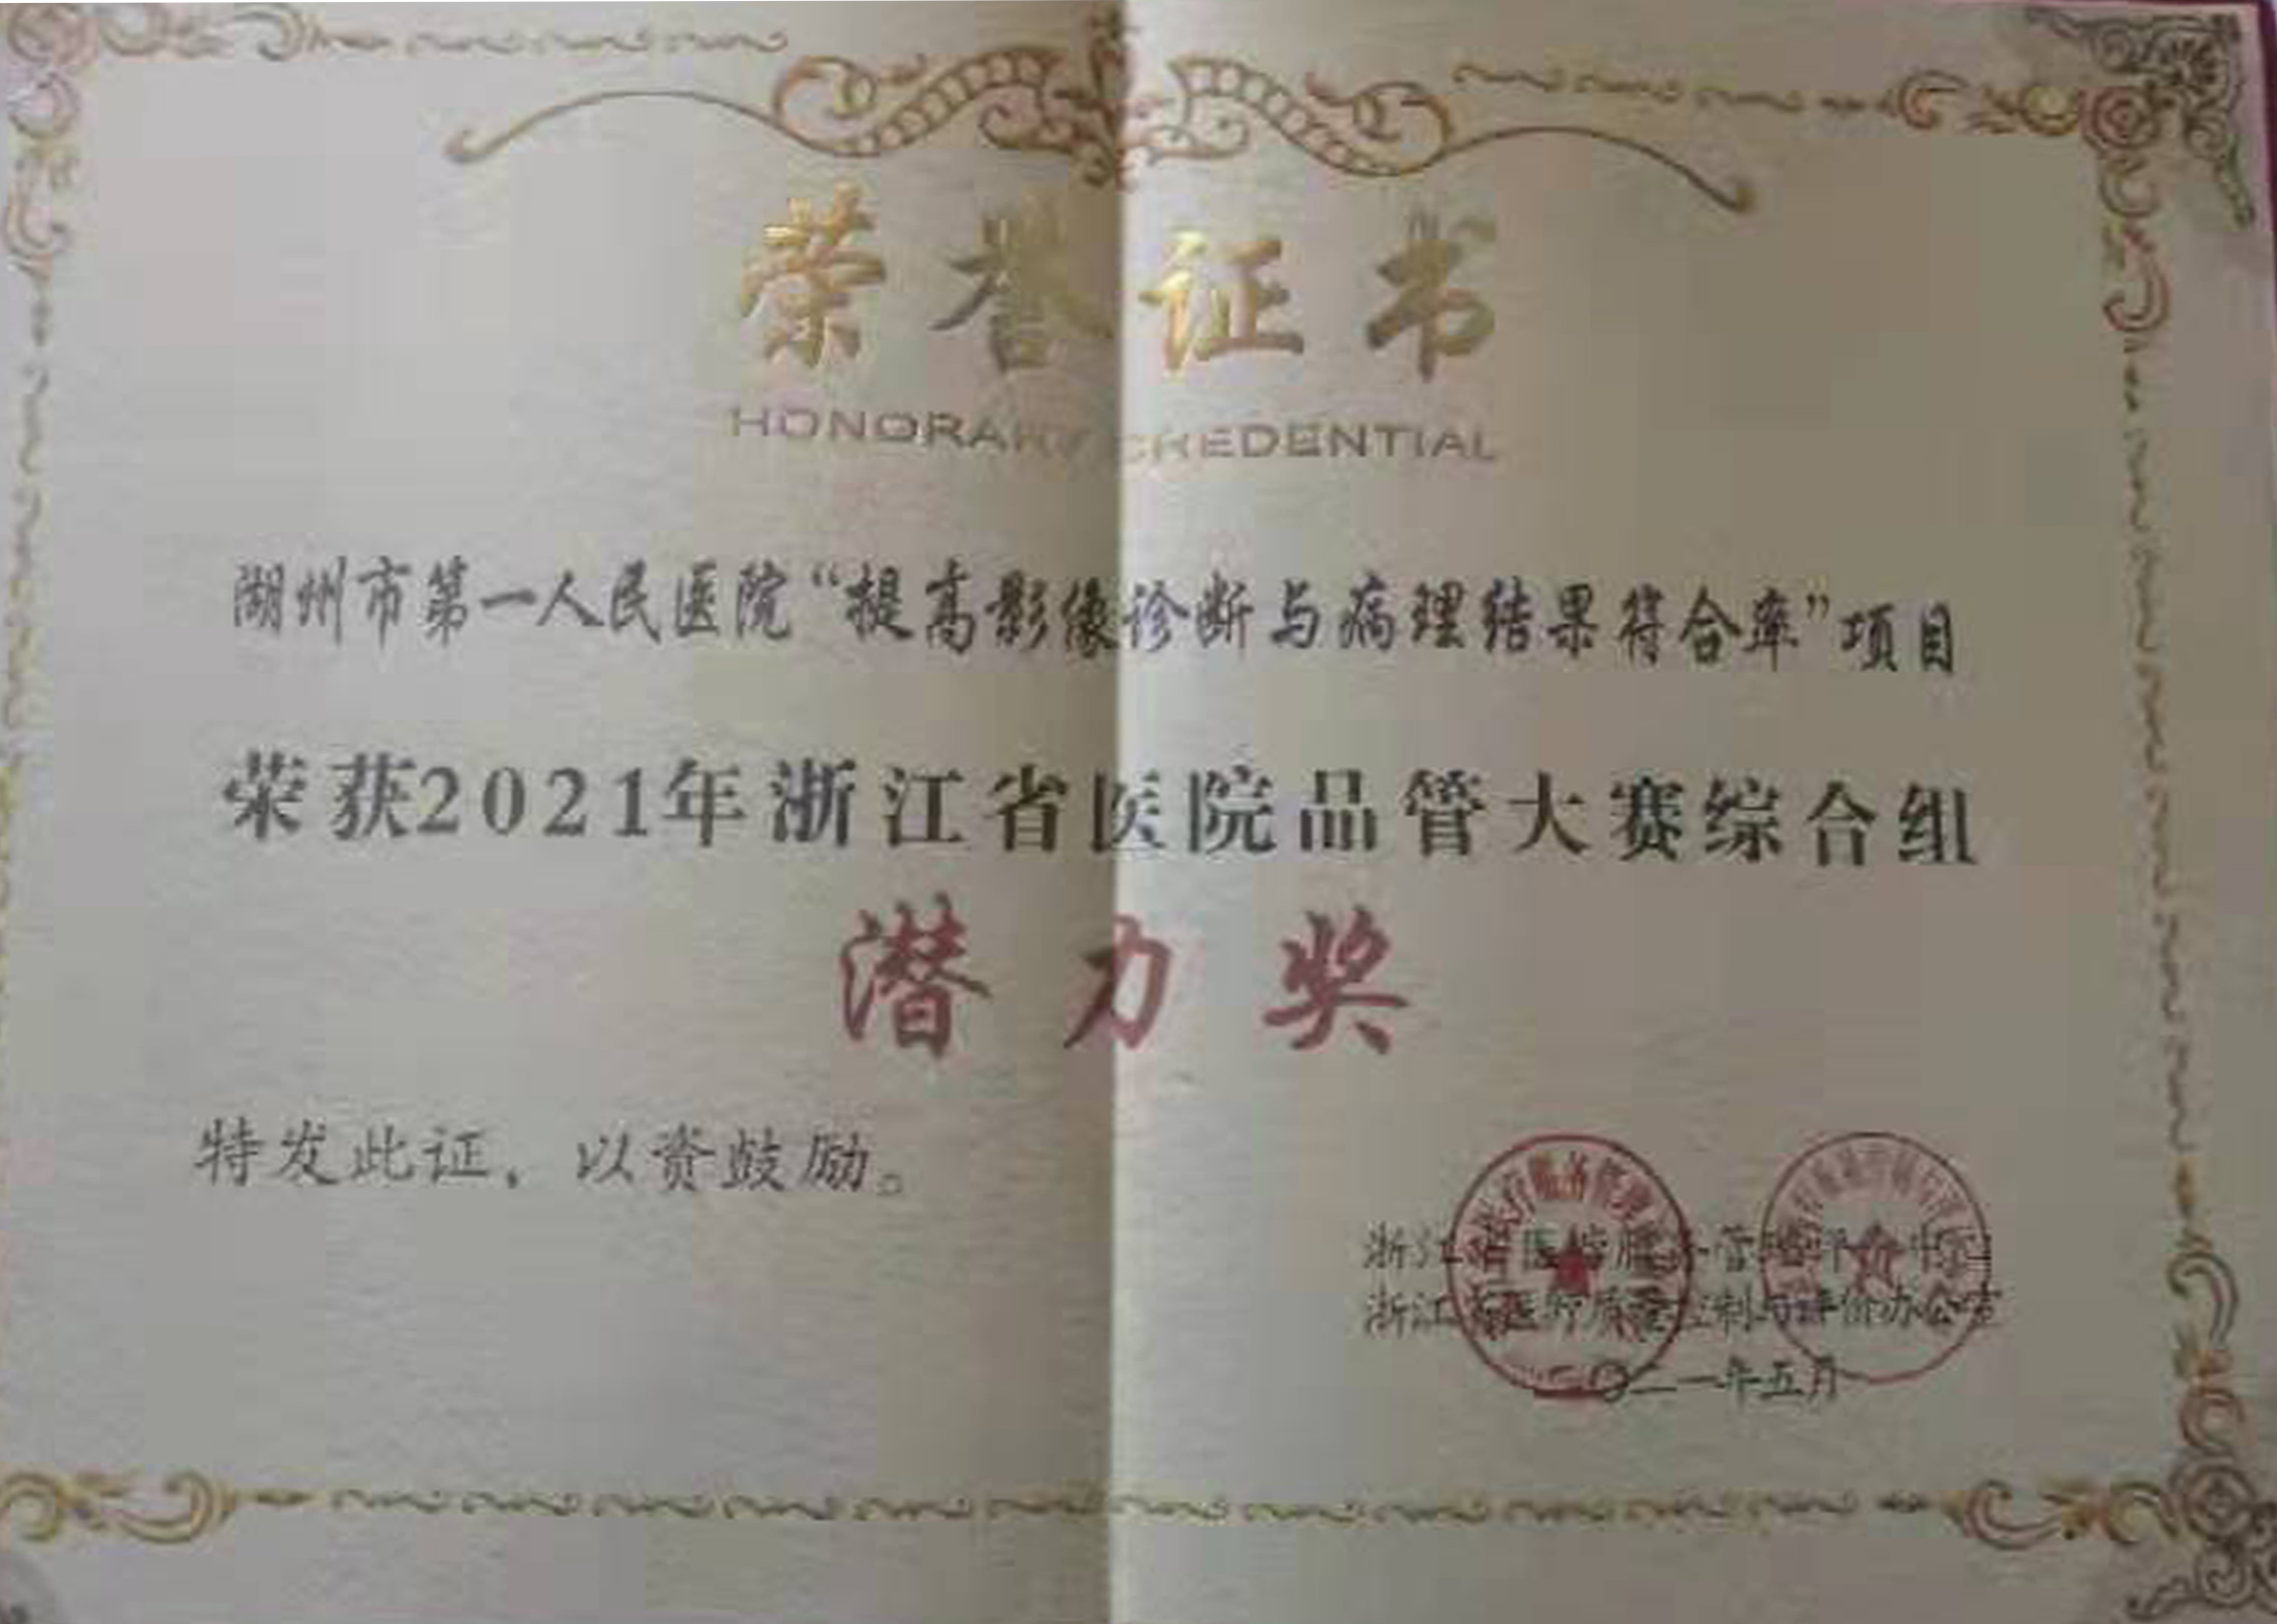 荣誉证书
HONORARY CREDENTIAL
湖州市第一人民医院“提高影像诊断与病理结果符合率”项目
荣获2021年浙江省医院品管大赛综合组
潜力奖
特发此证，以资鼓励。
浙江省医疗服务管理评价中心
浙江省医疗质量控制与评价办公室
二〇二一年五月